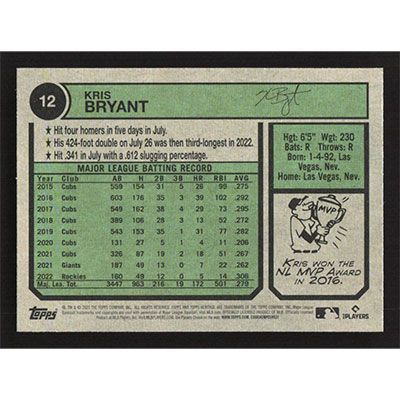 12
KRIS
BRYANT
K Bryt
★ Hit four homers in five days in July.
★ His 424-foot double on July 26 was then third-longest in 2022.
★ Hit .341 in July with a .612 slugging percentage.
Hgt: 6'5" Wgt: 230
Bats: R Throws: R
Born: 1-4-92, Las
Vegas, Nev.
Home: Las Vegas, Nev.
MAJOR LEAGUE BATTING RECORD
YEAR Club AB H 2B 3B HR RBI AVG
2015 Cubs 559 154 31 5 26 99 .275
2016 Cubs 603 176 35 3 39 102 .292
2017 Cubs 549 162 38 4 29 73 .295
2018 Cubs 389 106 28 3 13 52 .272
2019 Cubs 543 153 35 1 31 77 .282
2020 Cubs 131 27 5 1 4 11 .206
2021 Cubs 326 87 19 2 18 51 .267
2021 Giants 187 49 13 0 7 22 .262
2022 Rockies 160 49 12 0 5 14 .306
Maj. Lea. Tot. 3447 963 216 19 172 501 .279
MVP
KRIS WON THE
NL MVP AWARD
IN 2016.
Topps
PLAYERS